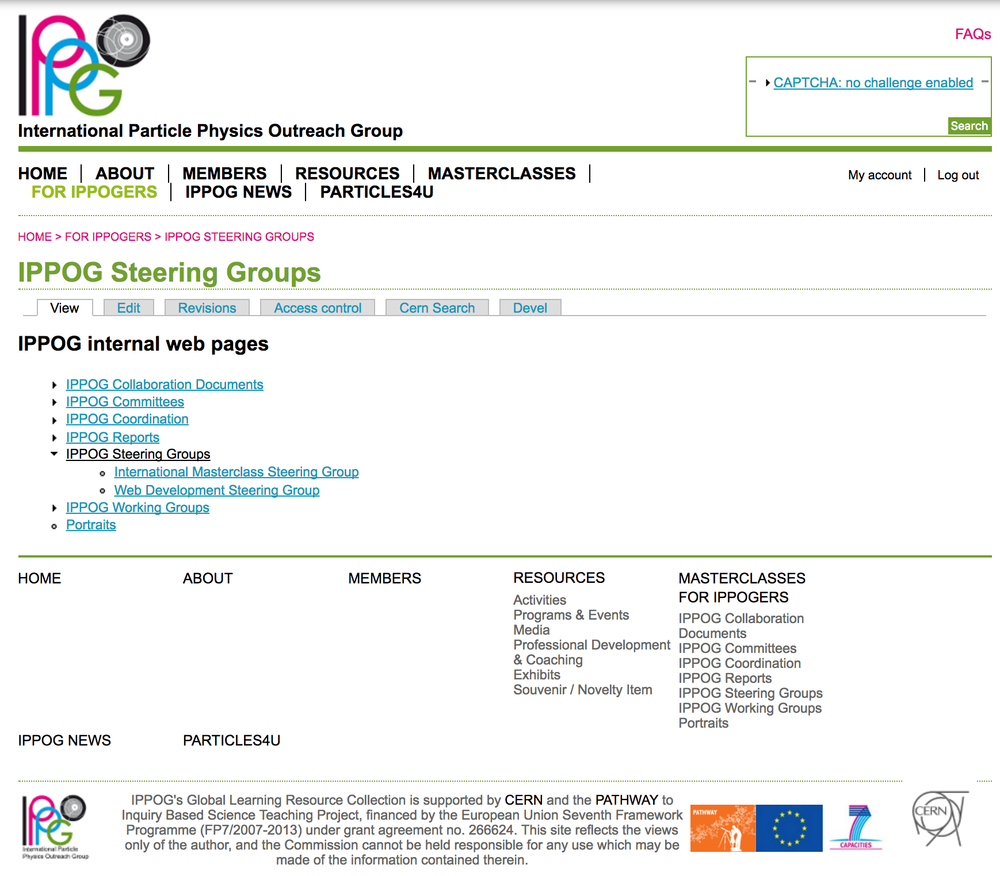 IPPOG
International Particle Physics Outreach Group
FAQs
CAPTCHA: no challenge enabled
Search
HOME ABOUT MEMBERS RESOURCES MASTERCLASSES
FOR IPPOGERS IPPOG NEWS PARTICLES4U
My account Log out
HOME > FOR IPPOGERS > IPPOG STEERING GROUPS
IPPOG Steering Groups
View Edit Revisions Access control Cern Search Devel
IPPOG internal web pages
IPPOG Collaboration Documents
IPPOG Committees
IPPOG Coordination
IPPOG Reports
IPPOG Steering Groups
International Masterclass Steering Group
Web Development Steering Group
IPPOG Working Groups
Portraits
HOME
ABOUT
MEMBERS
RESOURCES
Activities
Programs & Events
Media
Professional Development
& Coaching
Exhibits
Souvenir / Novelty Item
MASTERCLASSES
FOR IPPOGERS
IPPOG Collaboration
Documents
IPPOG Committees
IPPOG Coordination
IPPOG Reports
IPPOG Steering Groups
IPPOG Working Groups
Portraits
IPPOG NEWS
PARTICLES4U
IPPOG
International Particle
Physics Outreach Group
IPPOG's Global Learning Resource Collection is supported by CERN and the PATHWAY to
Inquiry Based Science Teaching Project, financed by the European Union Seventh Framework
Programme (FP7/2007-2013) under grant agreement no. 266624. This site reflects the views
only of the author, and the Commission cannot be held responsible for any use which may be
made of the information contained therein.
PATHWAY
7
CAPACITIES
CERN